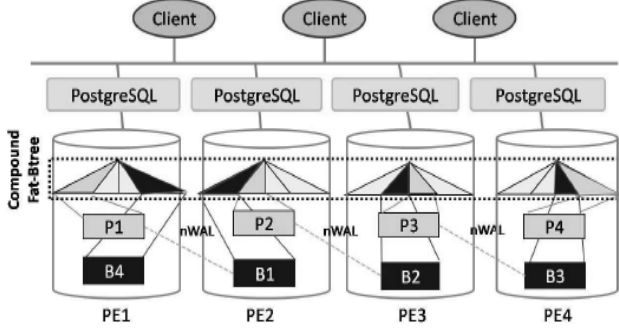 Client Client Client
PostgreSQL PostgreSQL PostgreSQL PostgreSQL
Compound
Fat-Btree
P1 nWAL P2 nWAL P3 nWAL P4
B4 B1 B2 B3
PE1 PE2 PE3 PE4